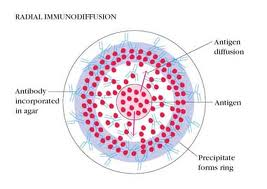 RADIAL IMMUNODIFFUSION
Antigen
diffusion
Antibody
incorporated
in agar
Antigen
Precipitate
forms ring